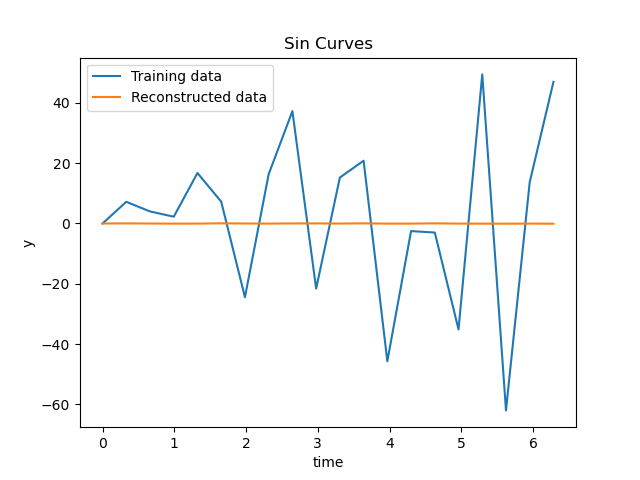 Sin Curves
Training data
Reconstructed data
40
20
0
−20
−40
−60
y
0 1 2 3 4 5 6
time